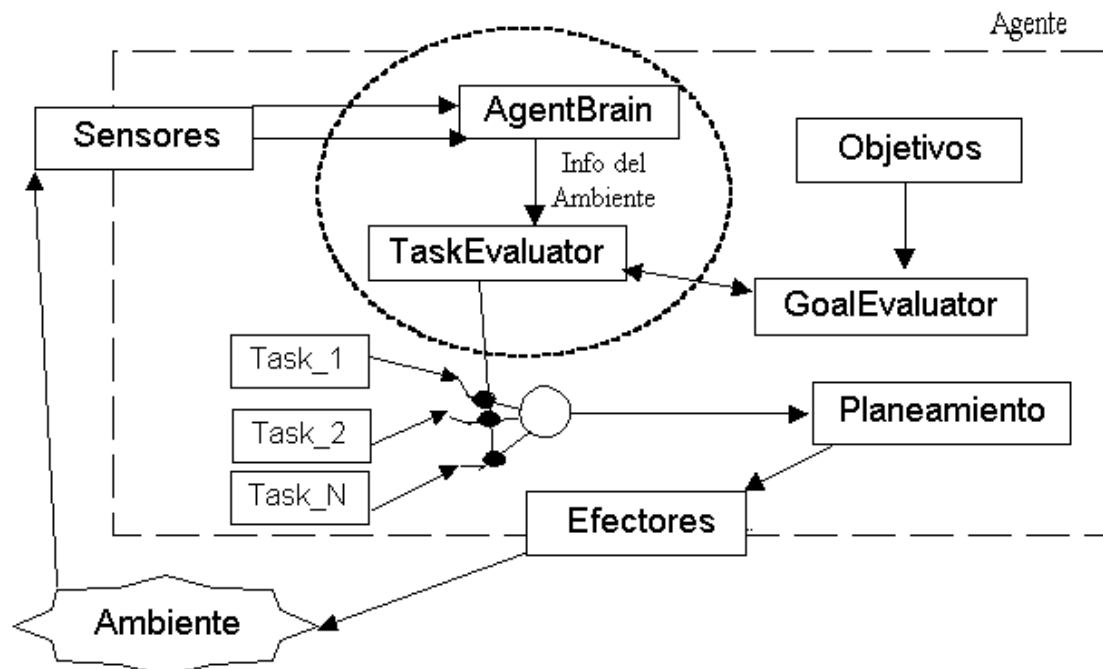 Agente
Sensores
AgentBrain
Objetivos
Info del
Ambiente
TaskEvaluator
GoalEvaluator
Task_1
Task_2
Task_N
Planeamiento
Efectores
Ambiente